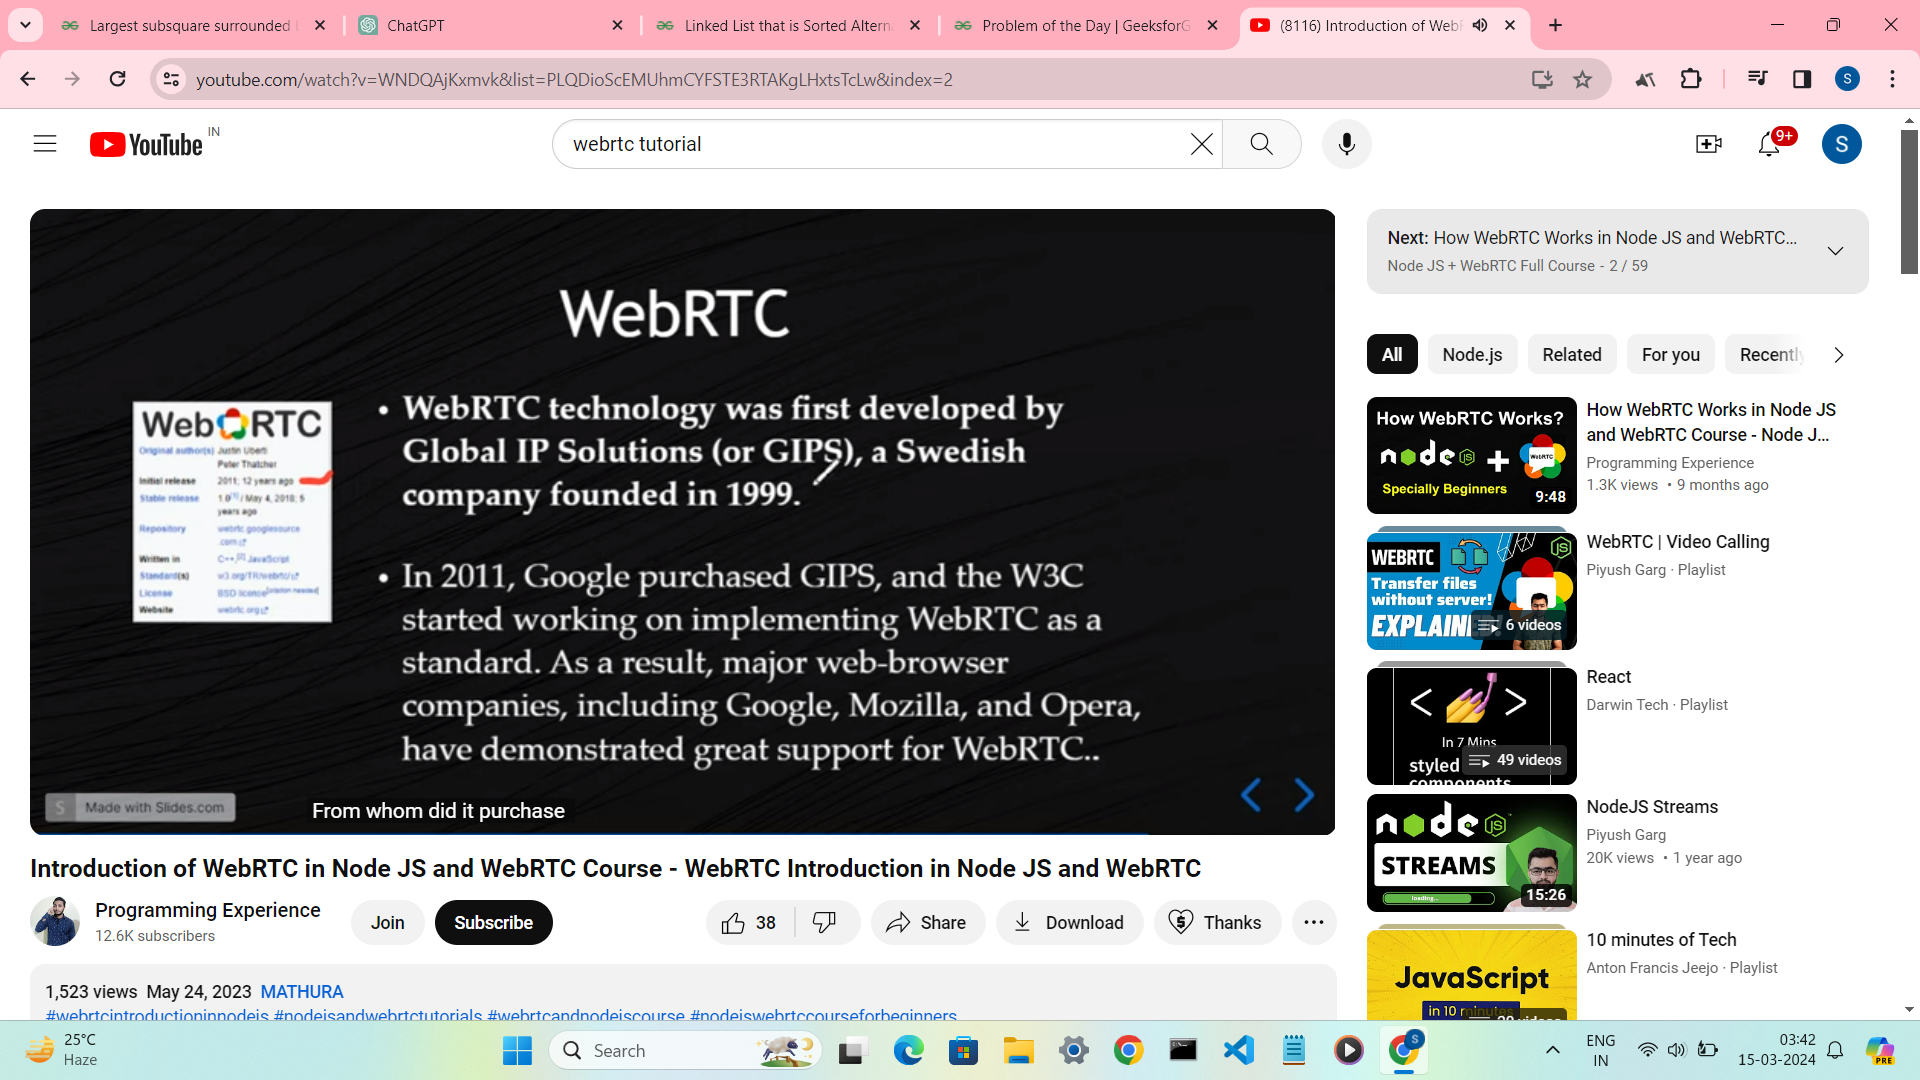 Largest subsquare surrounded
ChatGPT
Linked List that is Sorted Altern
Problem of the Day | GeeksforG
(8116) Introduction of WebR
youtube.com/watch?v=WNDQAjKxmvk&list=PLQDioScEMUhmCYFSTE3RTAKgLHxtsTcLw&index=2
S
YouTube IN
webrtc tutorial
9+
S
WebRTC
WebRTC
Original author(s) Justin Uberti
Peter Thatcher
Initial release 2011; 12 years ago
Stable release 1.0[1] / May 4, 2018; 5
years ago
Repository webrtc.googlesource
.com
Written in C++,[2] JavaScript
Standard(s) w3.org/TR/webrtc/
License BSD license[citation needed]
Website webrtc.org
• WebRTC technology was first developed by
Global IP Solutions (or GIPS), a Swedish
company founded in 1999.
• In 2011, Google purchased GIPS, and the W3C
started working on implementing WebRTC as a
standard. As a result, major web-browser
companies, including Google, Mozilla, and Opera,
have demonstrated great support for WebRTC..
S Made with Slides.com
From whom did it purchase
Introduction of WebRTC in Node JS and WebRTC Course - WebRTC Introduction in Node JS and WebRTC
Programming Experience
12.6K subscribers
Join
Subscribe
38
Share
Download
Thanks
1,523 views May 24, 2023 MATHURA
#webrtcintroductioninnodejs #nodejsandwebrtctutorials #webrtcandnodejscourse #nodejswebrtccourseforbeginners
Next: How WebRTC Works in Node JS and WebRTC...
Node JS + WebRTC Full Course - 2 / 59
All
Node.js
Related
For you
Recently
How WebRTC Works?
node JS +
WebRTC
Specially Beginners
9:48
How WebRTC Works in Node JS
and WebRTC Course - Node J...
Programming Experience
1.3K views • 9 months ago
WEBRTC
Transfer files
without server!
EXPLAIN
6 videos
WebRTC | Video Calling
Piyush Garg · Playlist
< >
In 7 Mins
styled
components
49 videos
React
Darwin Tech · Playlist
node JS
STREAMS
loading...
15:26
NodeJS Streams
Piyush Garg
20K views • 1 year ago
JavaScript
in 10 minutes
10 minutes of Tech
Anton Francis Jeejo · Playlist
25°C
Haze
Search
S
ENG
IN
03:42
15-03-2024
PRE